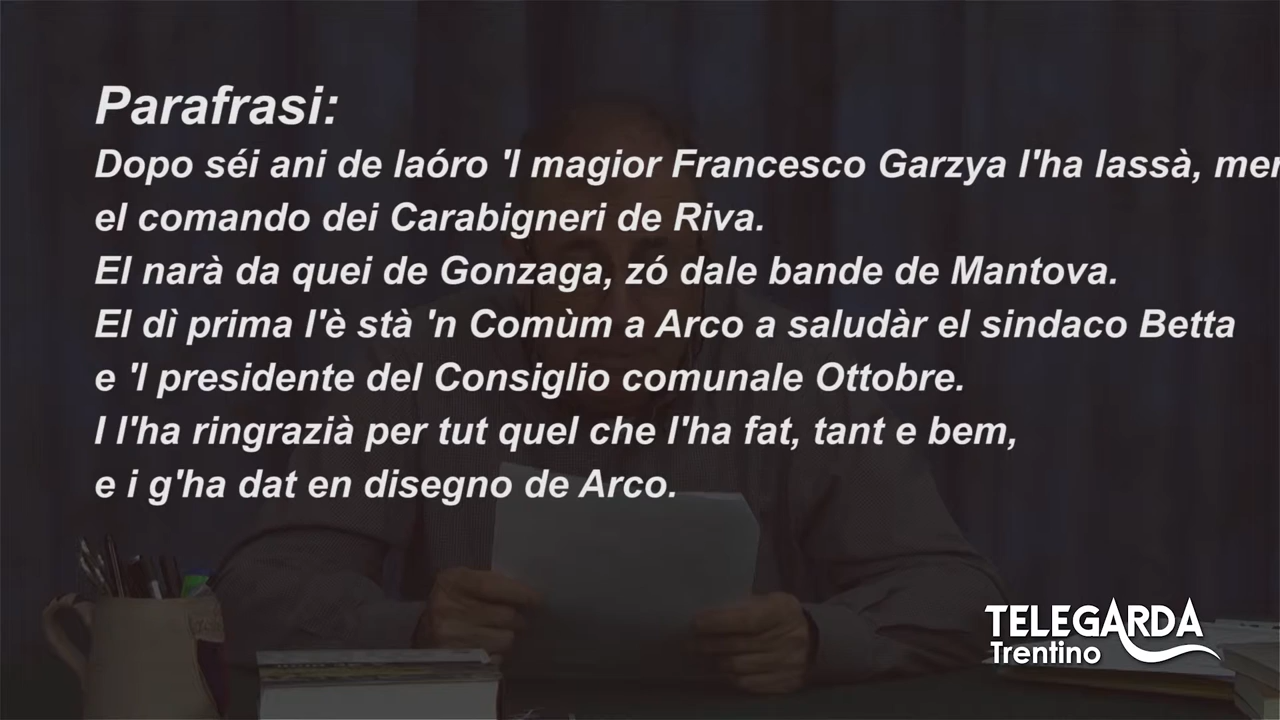 Parafrasi:
Dopo séi ani de laóro 'l magior Francesco Garzya l'ha lassà,
el comando dei Carabigneri de Riva.
El narà da quei de Gonzaga, zó dale bande de Mantova.
El dì prima l'è stà 'n Comùm a Arco a saludàr el sindaco Betta
e 'l presidente del Consiglio comunale Ottobre.
I l'ha ringrazià per tut quel che l'ha fat, tant e bem,
e i g'ha dat en disegno de Arco.
TELEGARDA
Trentino